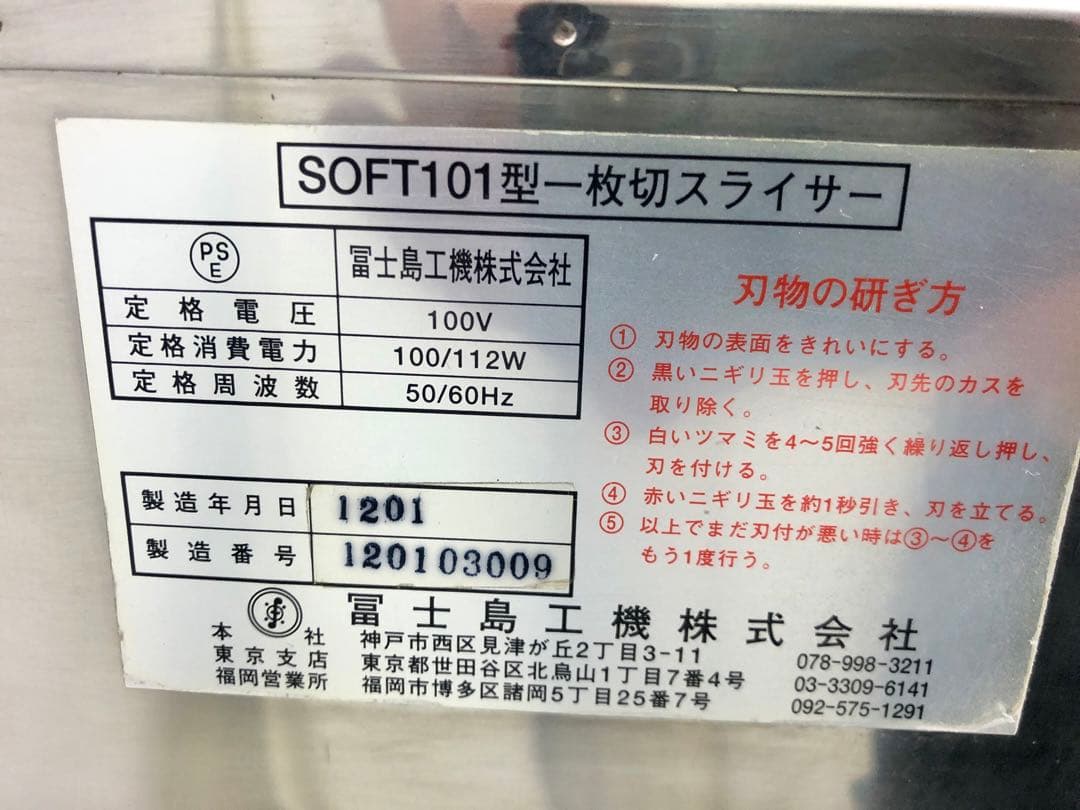 SOFT101型一枚切スライサー
PS
E
冨士島工機株式会社
定格電圧 100V
定格消費電力 100/112W
定格周波数 50/60Hz
製造年月日 1201
製造番号 120103009
刃物の研ぎ方
① 刃物の表面をきれいにする。
② 黒いニギリ玉を押し、刃先のカスを
取り除く。
③ 白いツマミを4〜5回強く繰り返し押し、
刃を付ける。
④ 赤いニギリ玉を約1秒引き、刃を立てる。
⑤ 以上でまだ刃付が悪い時は③〜④を
もう1度行う。
冨士島工機株式会社
本社 神戸市西区見津が丘2丁目3-11 078-998-3211
東京支店 東京都世田谷区北烏山1丁目7番4号 03-3309-6141
福岡営業所 福岡市博多区諸岡5丁目25番7号 092-575-1291